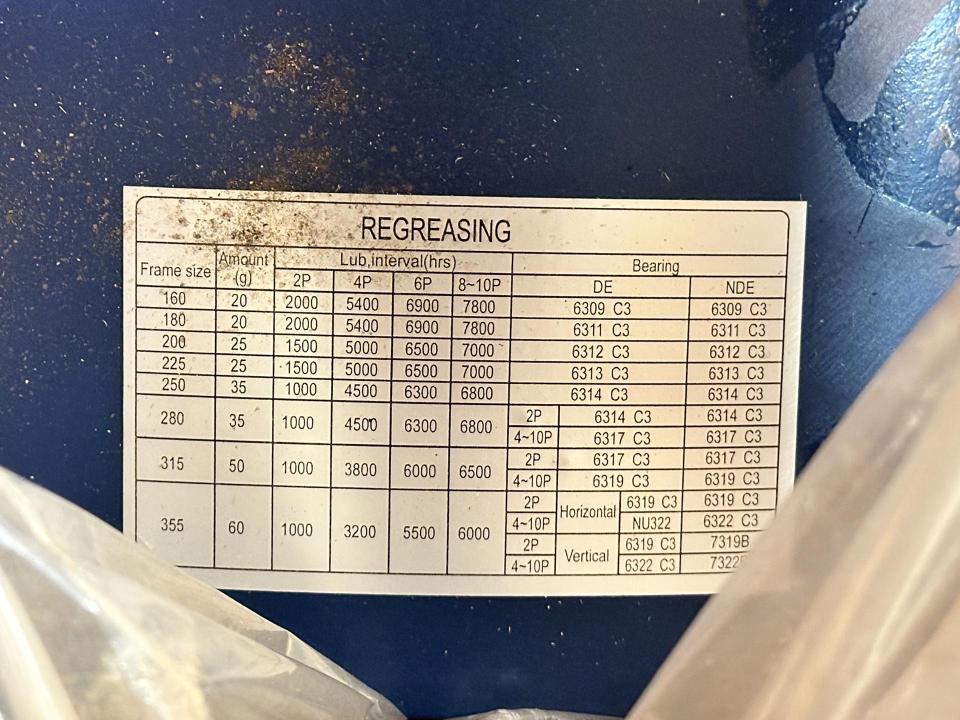 REGREASING
Frame size Amount (g) Lub,interval(hrs) Bearing
2P 4P 6P 8~10P DE NDE
160 20 2000 5400 6900 7800 6309 C3 6309 C3
180 20 2000 5400 6900 7800 6311 C3 6311 C3
200 25 1500 5000 6500 7000 6312 C3 6312 C3
225 25 1500 5000 6500 7000 6313 C3 6313 C3
250 35 1000 4500 6300 6800 6314 C3 6314 C3
280 35 1000 4500 6300 6800 2P 6314 C3 6314 C3
4~10P 6317 C3 6317 C3
315 50 1000 3800 6000 6500 2P 6317 C3 6317 C3
4~10P 6319 C3 6319 C3
355 60 1000 3200 5500 6000 2P Horizontal 6319 C3 6319 C3
4~10P NU322 6322 C3
2P Vertical 6319 C3 7319B
4~10P 6322 C3